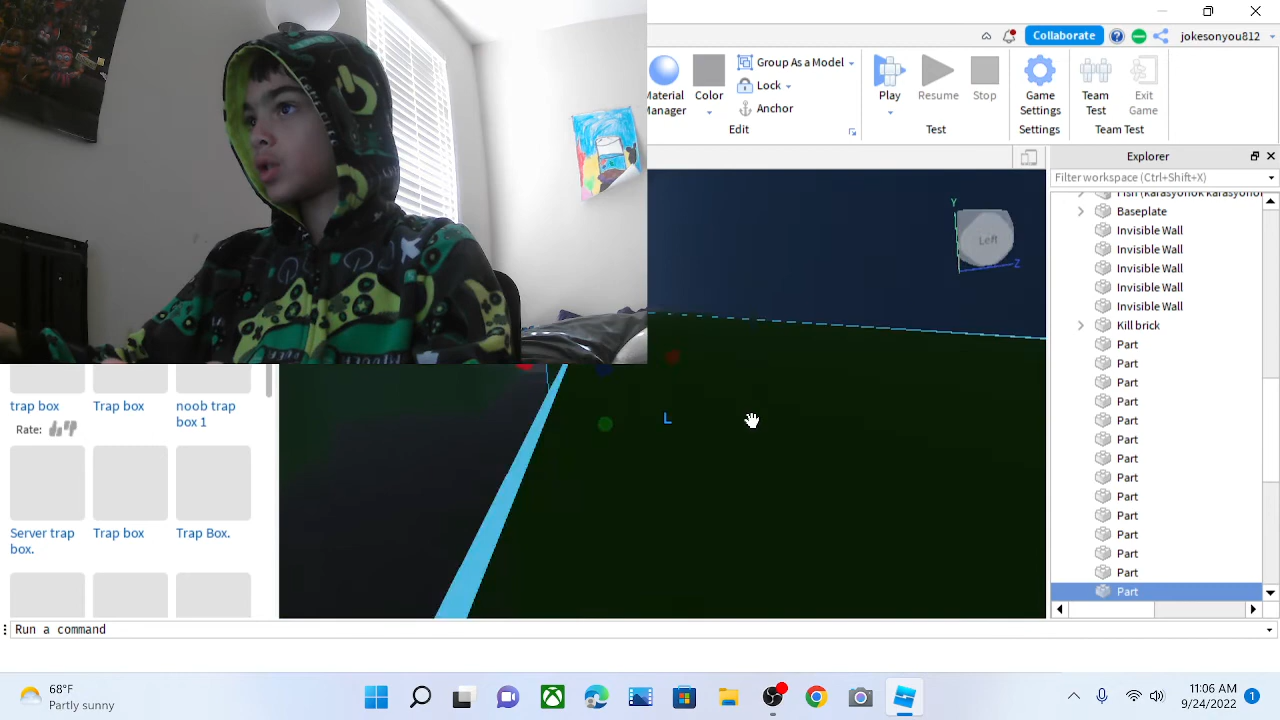 Collaborate
jokesonyou812
Group As a Model
Material Manager
Color
Lock
Anchor
Edit
Play
Resume
Stop
Test
Game Settings
Settings
Team Test
Exit Game
Team Test
Explorer
Filter workspace (Ctrl+Shift+X)
Baseplate
Invisible Wall
Invisible Wall
Invisible Wall
Invisible Wall
Invisible Wall
Kill brick
Part
Part
Part
Part
Part
Part
Part
Part
Part
Part
Part
Part
Part
Part
Y
Left
Z
L
trap box
Trap box
noob trap box 1
Rate:
Server trap box.
Trap box
Trap Box.
Run a command
68°F
Partly sunny
11:06 AM
9/24/2022
1